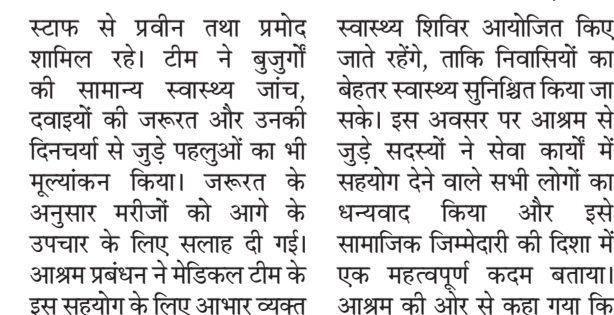 स्टाफ से प्रवीन तथा प्रमोद
शामिल रहे। टीम ने बुजुर्गों
की सामान्य स्वास्थ्य जांच,
दवाइयों की जरूरत और उनकी
दिनचर्या से जुड़े पहलुओं का भी
मूल्यांकन किया। जरूरत के
अनुसार मरीजों को आगे के
उपचार के लिए सलाह दी गई।
आश्रम प्रबंधन ने मेडिकल टीम के
इस सहयोग के लिए आभार व्यक्त
स्वास्थ्य शिविर आयोजित किए
जाते रहेंगे, ताकि निवासियों का
बेहतर स्वास्थ्य सुनिश्चित किया जा
सके। इस अवसर पर आश्रम से
जुड़े सदस्यों ने सेवा कार्यों में
सहयोग देने वाले सभी लोगों का
धन्यवाद किया और इसे
सामाजिक जिम्मेदारी की दिशा में
एक महत्वपूर्ण कदम बताया।
आश्रम की ओर से कहा गया कि